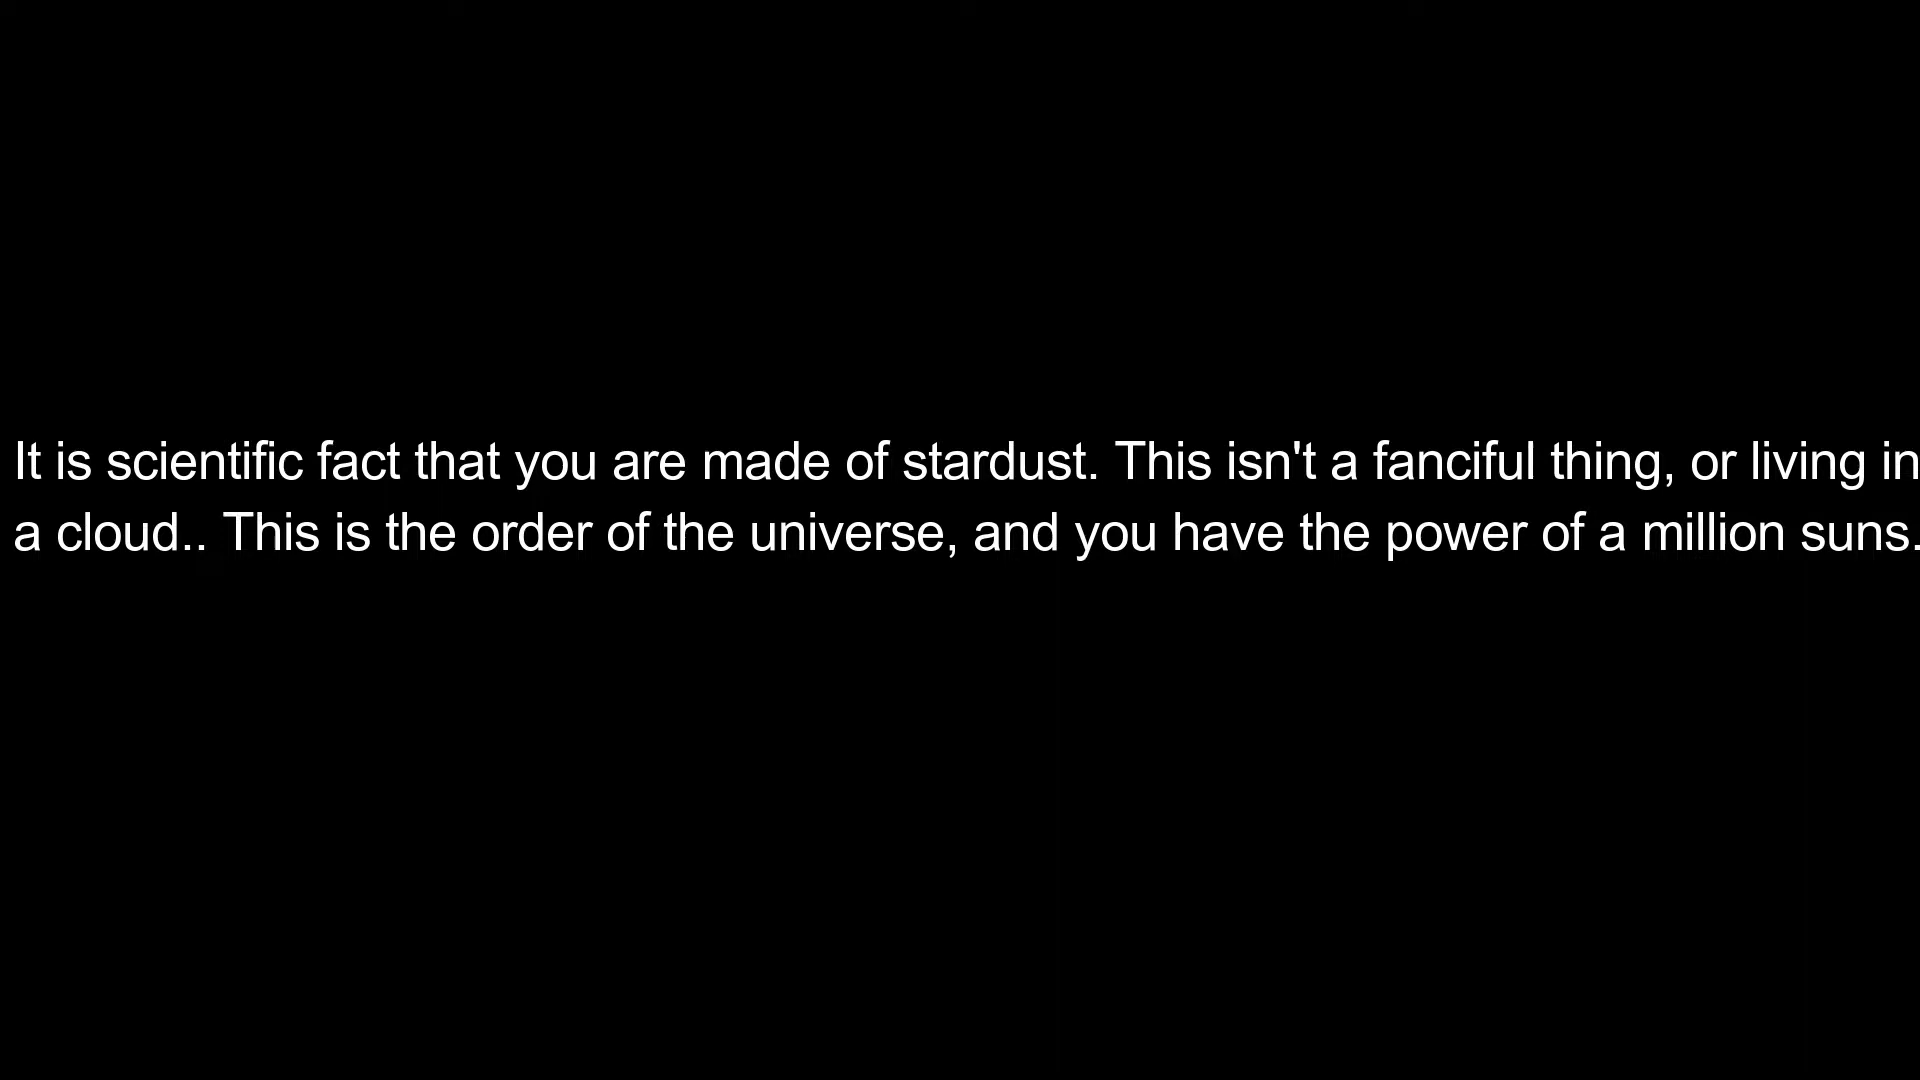 It is scientific fact that you are made of stardust. This isn't a fanciful thing, or living in
a cloud.. This is the order of the universe, and you have the power of a million suns.